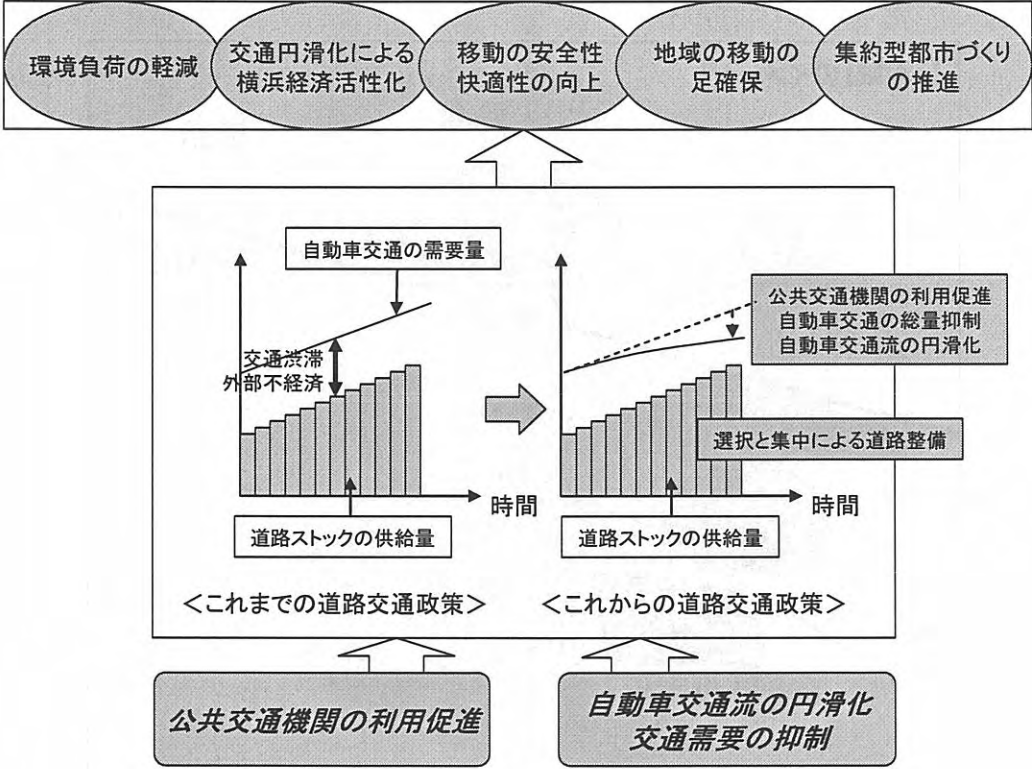 環境負荷の軽減
交通円滑化による
横浜経済活性化
移動の安全性
快適性の向上
地域の移動の
足確保
集約型都市づくり
の推進
自動車交通の需要量
交通渋滞
外部不経済
時間
道路ストックの供給量
<これまでの道路交通政策>
公共交通機関の利用促進
自動車交通の総量抑制
自動車交通流の円滑化
選択と集中による道路整備
時間
道路ストックの供給量
<これからの道路交通政策>
公共交通機関の利用促進
自動車交通流の円滑化
交通需要の抑制